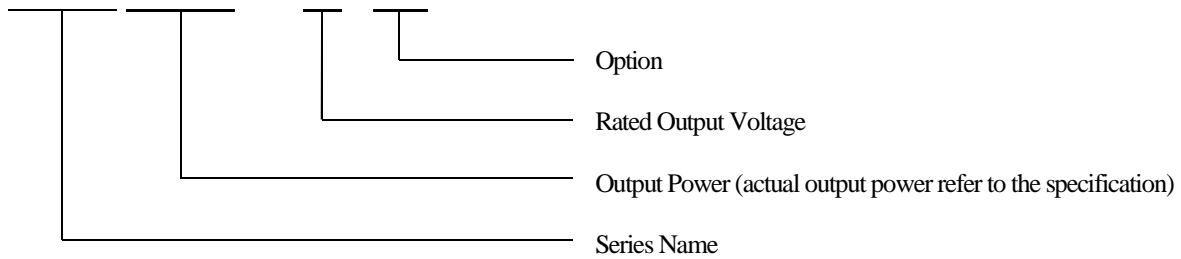 Option
Rated Output Voltage
Output Power (actual output power refer to the specification)
Series Name